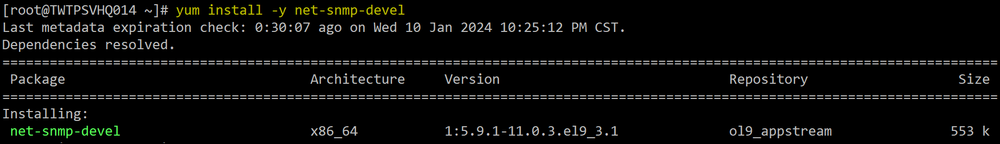 [root@TWTPSVHQ014 ~]# yum install -y net-snmp-devel
Last metadata expiration check: 0:30:07 ago on Wed 10 Jan 2024 10:25:12 PM CST.
Dependencies resolved.
==============================================================================================================================
Package Architecture Version Repository Size
==============================================================================================================================
Installing:
net-snmp-devel x86_64 1:5.9.1-11.0.3.el9_3.1 ol9_appstream 553 k